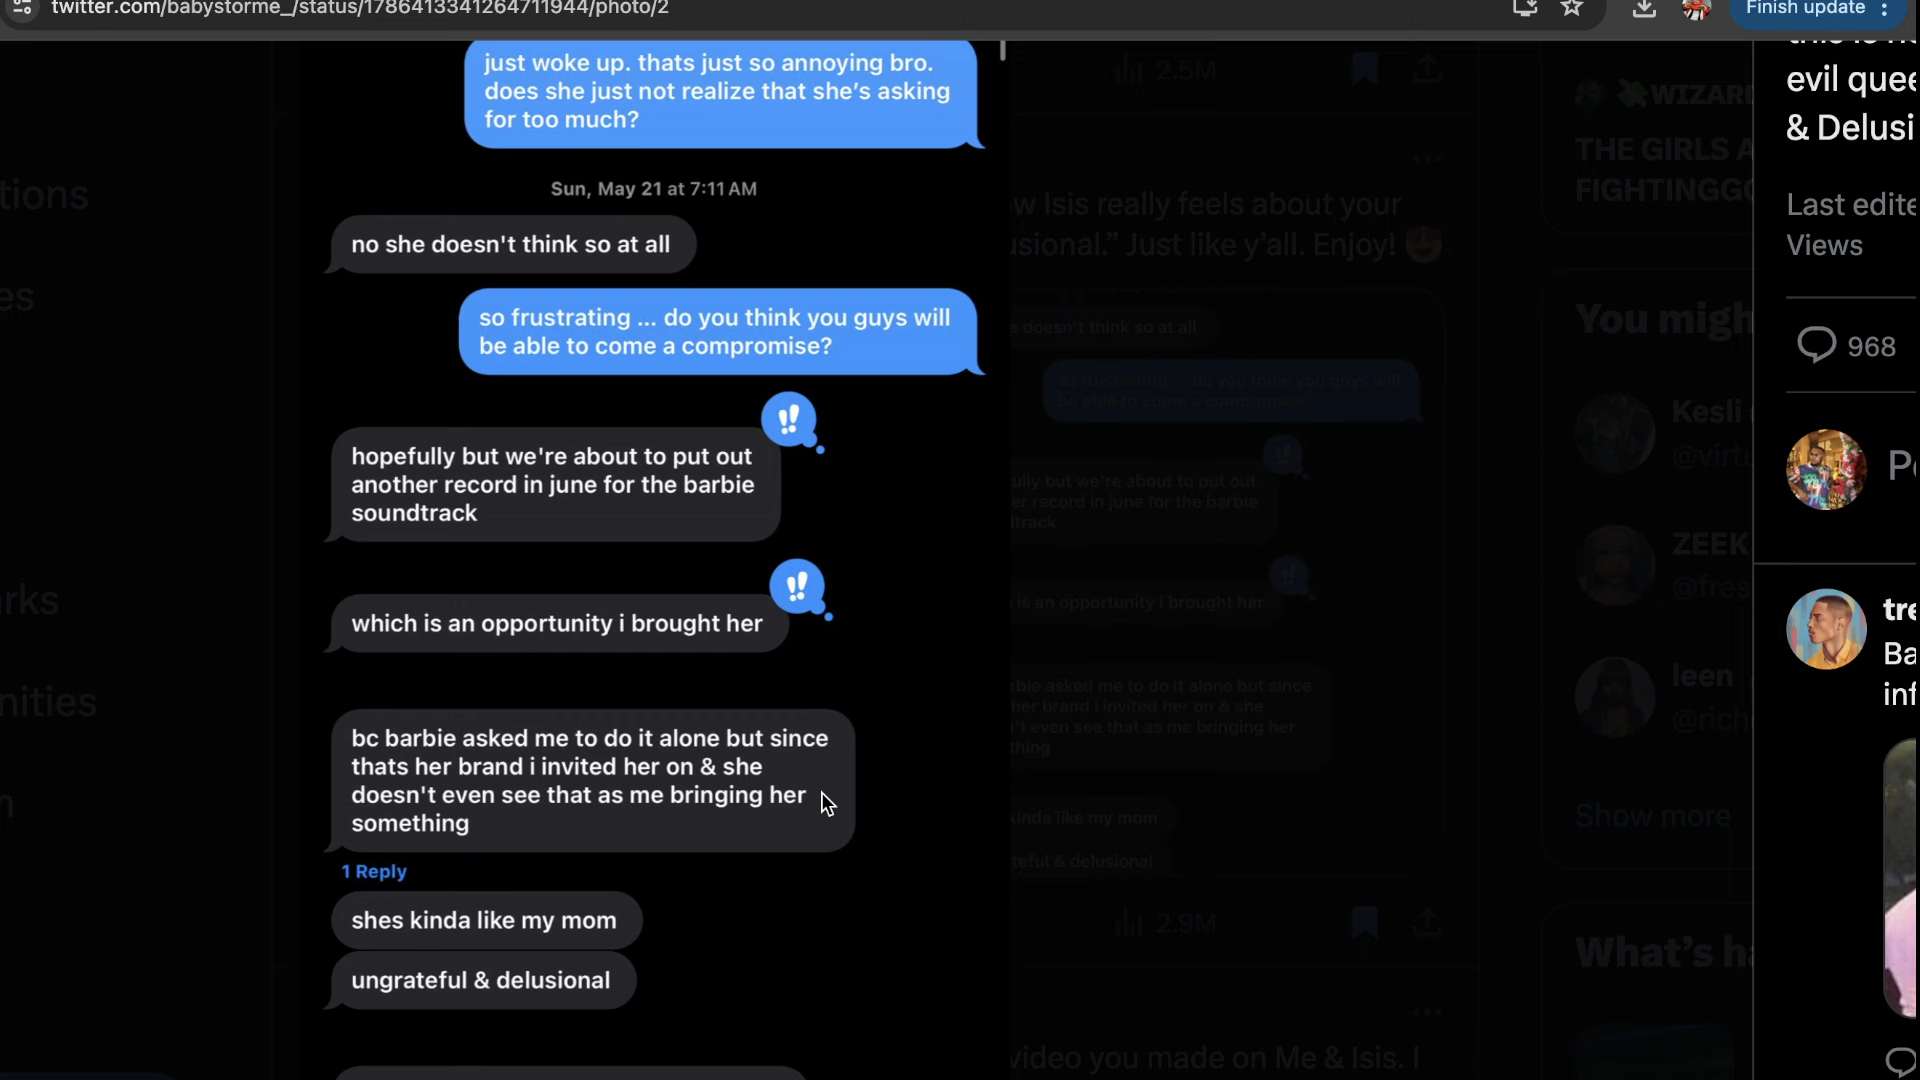 twitter.com/babystorme_/status/1786413341264711944/photo/2
Finish update
just woke up. thats just so annoying bro.
does she just not realize that she's asking
for too much?
Sun, May 21 at 7:11 AM
no she doesn't think so at all
so frustrating ... do you think you guys will
be able to come a compromise?
hopefully but we're about to put out
another record in june for the barbie
soundtrack
which is an opportunity i brought her
bc barbie asked me to do it alone but since
thats her brand i invited her on & she
doesn't even see that as me bringing her
something
1 Reply
shes kinda like my mom
ungrateful & delusional
tions
es
rks
nities
2.5M
w Isis really feels about your
usional.” Just like y'all. Enjoy!
e doesn't think so at all
so frustrating ... do you think you guys will
be able to come a compromise?
ully but we're about to put out
er record in june for the barbie
dtrack
is an opportunity i brought her
rbie asked me to do it alone but since
her brand i invited her on & she
't even see that as me bringing her
thing
kinda like my mom
teful & delusional
2.9M
video you made on Me & Isis. I
WIZARD
THE GIRLS A
FIGHTINGGG
You migh
Kesli
@virtu
ZEEK
@fres
leen
@rich
Show more
What's ha
evil quee
& Delusi
Last edite
Views
968
tre
Ba
inf